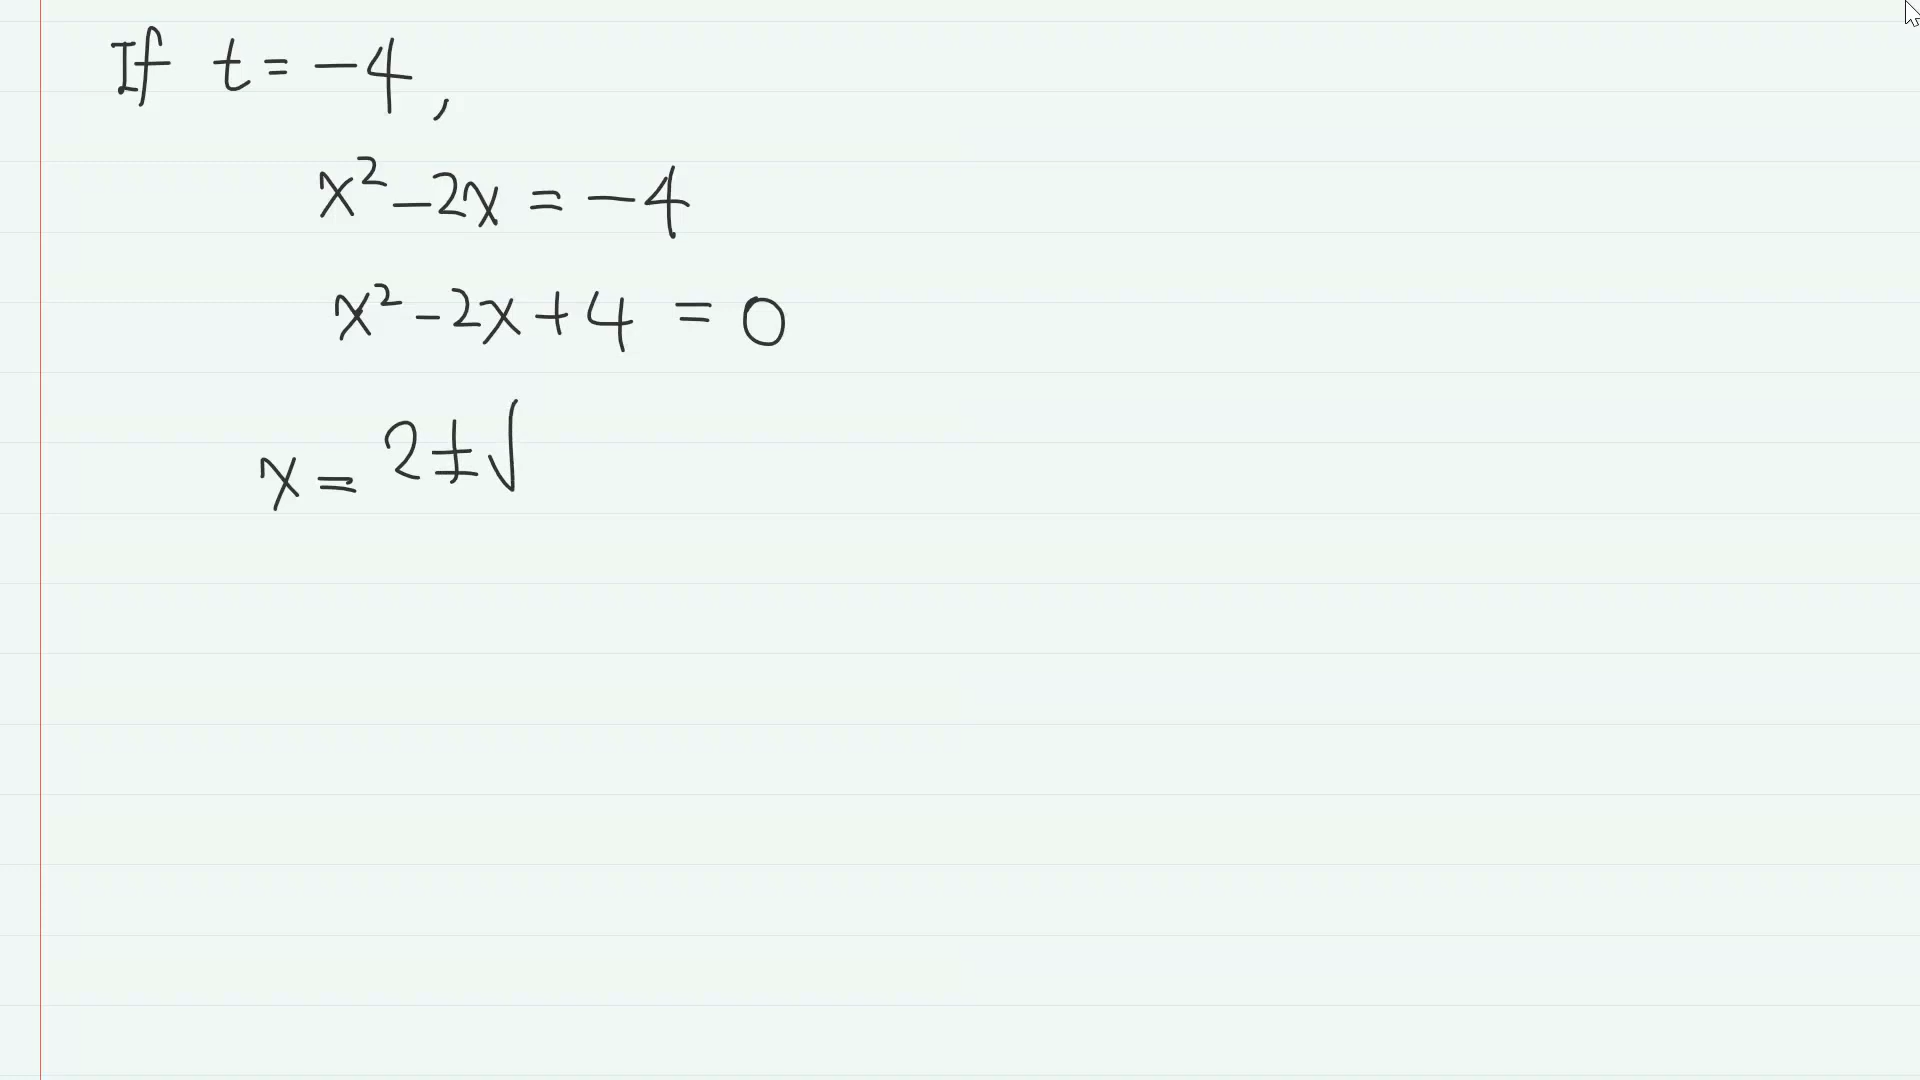 If t = -4,
x² - 2x = -4
x² - 2x + 4 = 0
x = 2 ± √